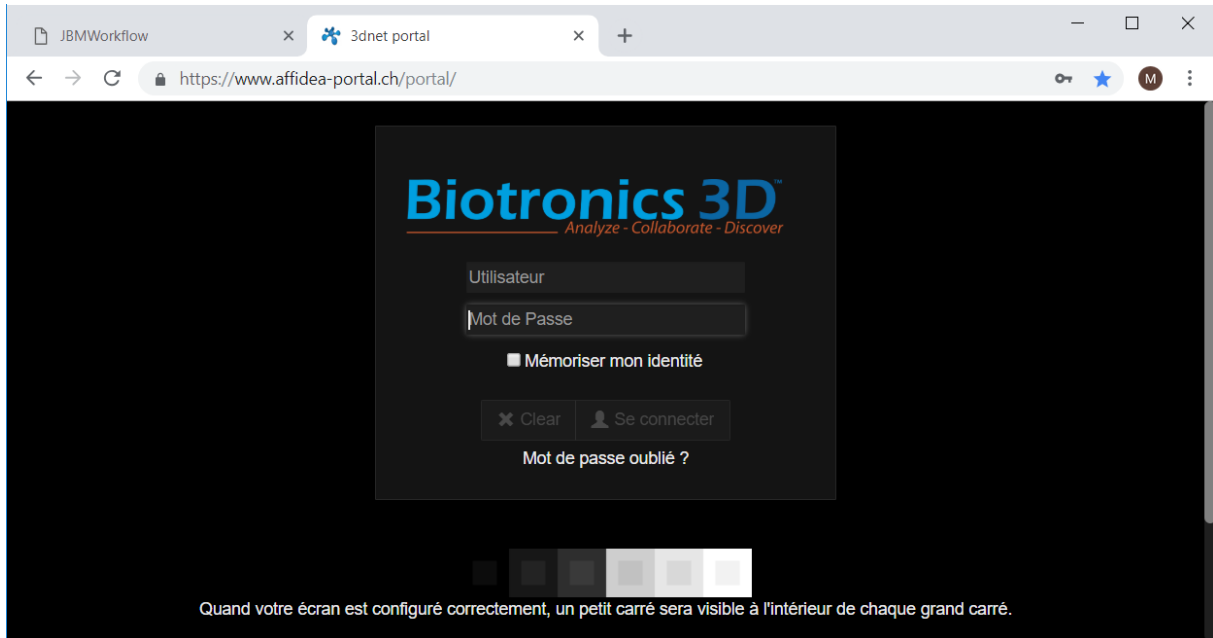 JBMWorkflow
3dnet portal
https://www.affidea-portal.ch/portal/
M
Biotronics 3D™
Analyze - Collaborate - Discover
Utilisateur
Mot de Passe
Mémoriser mon identité
Clear Se connecter
Mot de passe oublié ?
Quand votre écran est configuré correctement, un petit carré sera visible à l'intérieur de chaque grand carré.